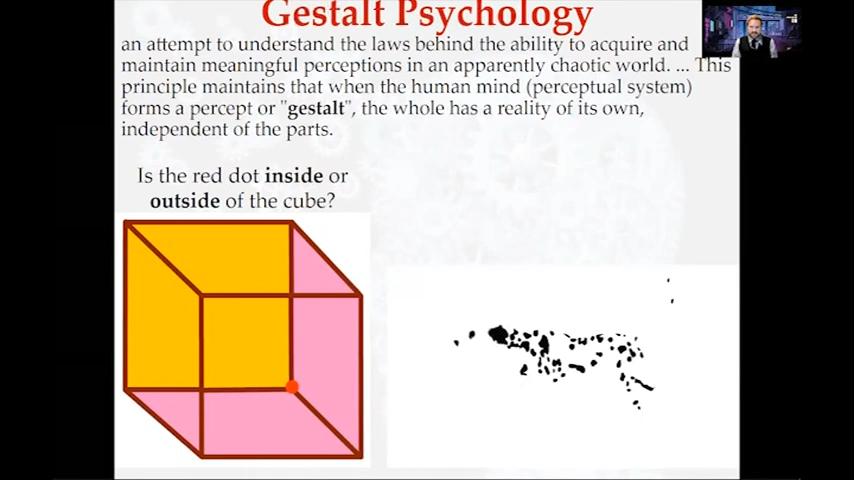 Gestalt Psychology
an attempt to understand the laws behind the ability to acquire and
maintain meaningful perceptions in an apparently chaotic world. ... This
principle maintains that when the human mind (perceptual system)
forms a percept or "gestalt", the whole has a reality of its own,
independent of the parts.
Is the red dot inside or
outside of the cube?